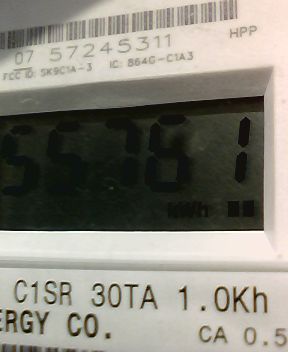 07 57245311
HPP
FCC ID: SK9C1A-3 IC: 864G-C1A3
55761
kWh
C1SR 30TA 1.0Kh
ERGY CO.
CA 0.5